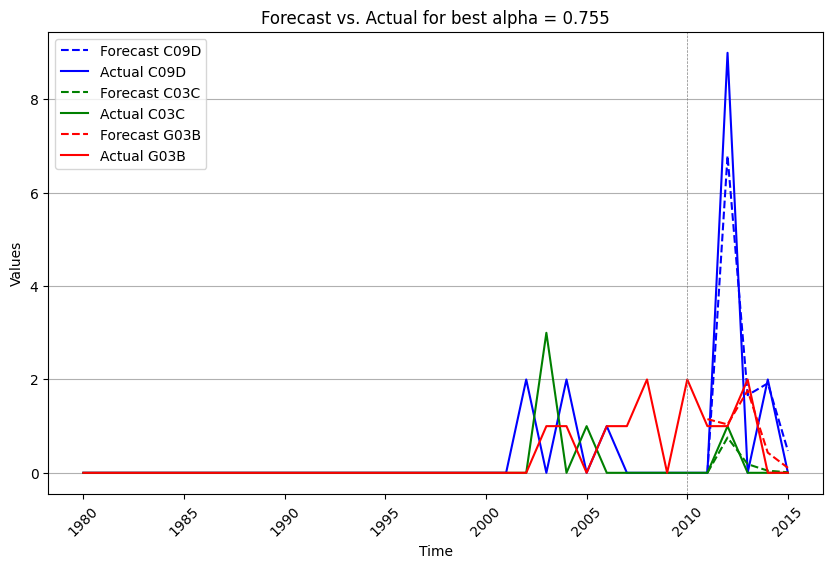 Forecast vs. Actual for best alpha = 0.755
Forecast C09D
Actual C09D
Forecast C03C
Actual C03C
Forecast G03B
Actual G03B
Values
8
6
4
2
0
1980
1985
1990
1995
2000
2005
2010
2015
Time